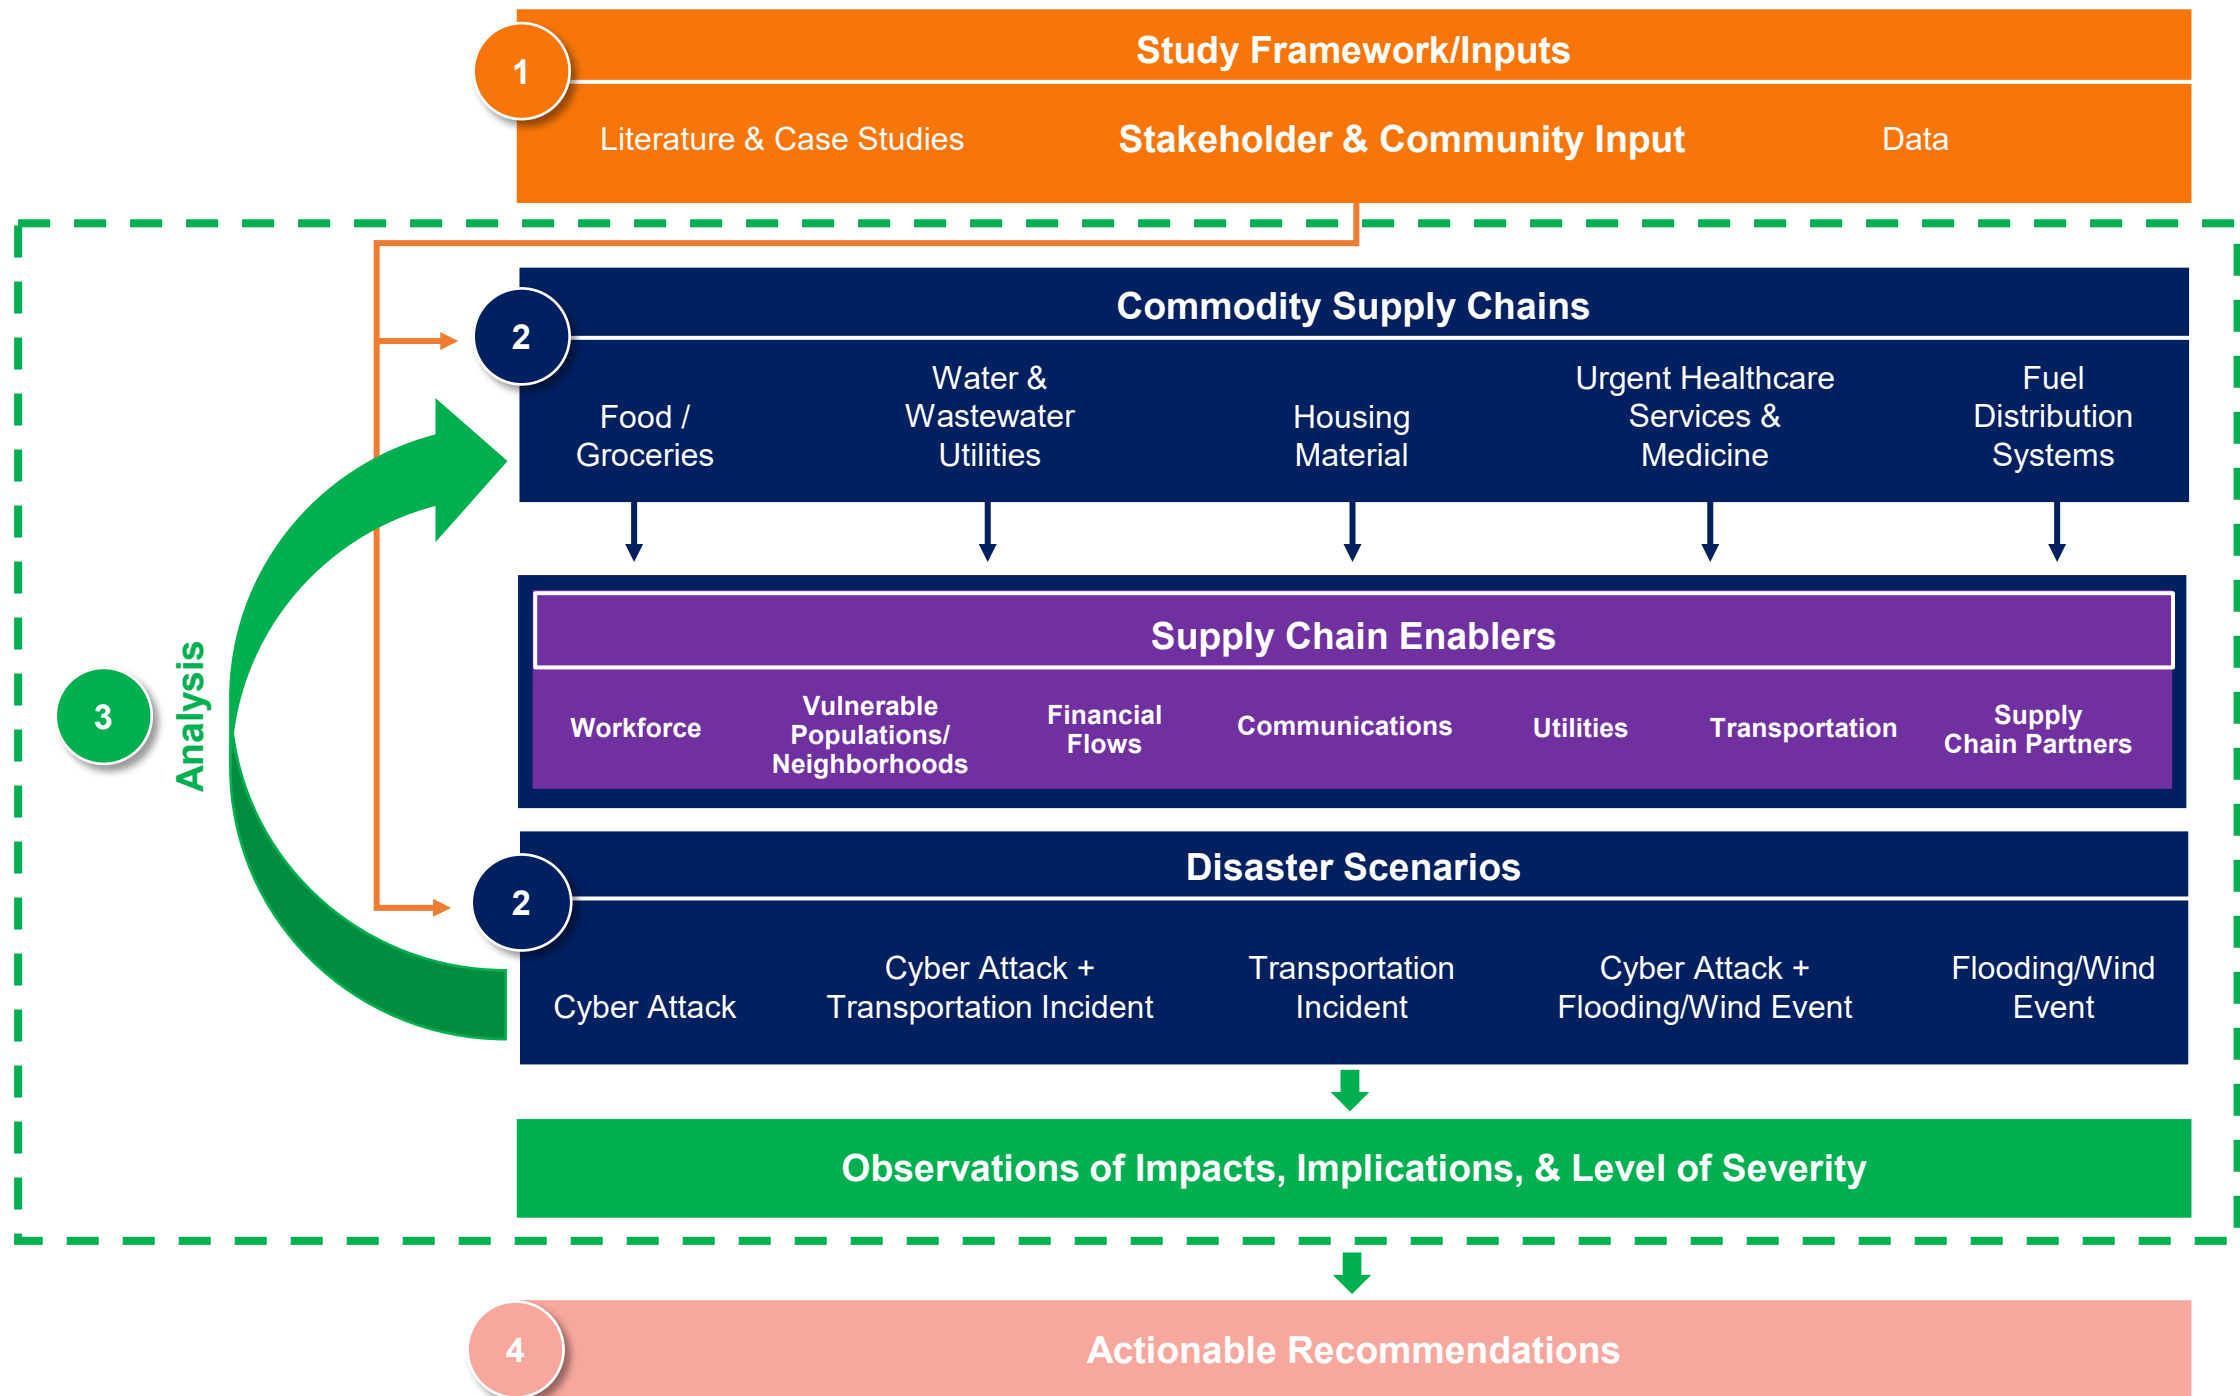 1
Study Framework/Inputs
Literature & Case Studies
Stakeholder & Community Input
Data
2
Commodity Supply Chains
Food /
Groceries
Water &
Wastewater
Utilities
Housing
Material
Urgent Healthcare
Services &
Medicine
Fuel
Distribution
Systems
3
Analysis
Supply Chain Enablers
Workforce
Vulnerable
Populations/
Neighborhoods
Financial
Flows
Communications
Utilities
Transportation
Supply
Chain Partners
2
Disaster Scenarios
Cyber Attack
Cyber Attack +
Transportation Incident
Transportation
Incident
Cyber Attack +
Flooding/Wind Event
Flooding/Wind
Event
Observations of Impacts, Implications, & Level of Severity
4
Actionable Recommendations